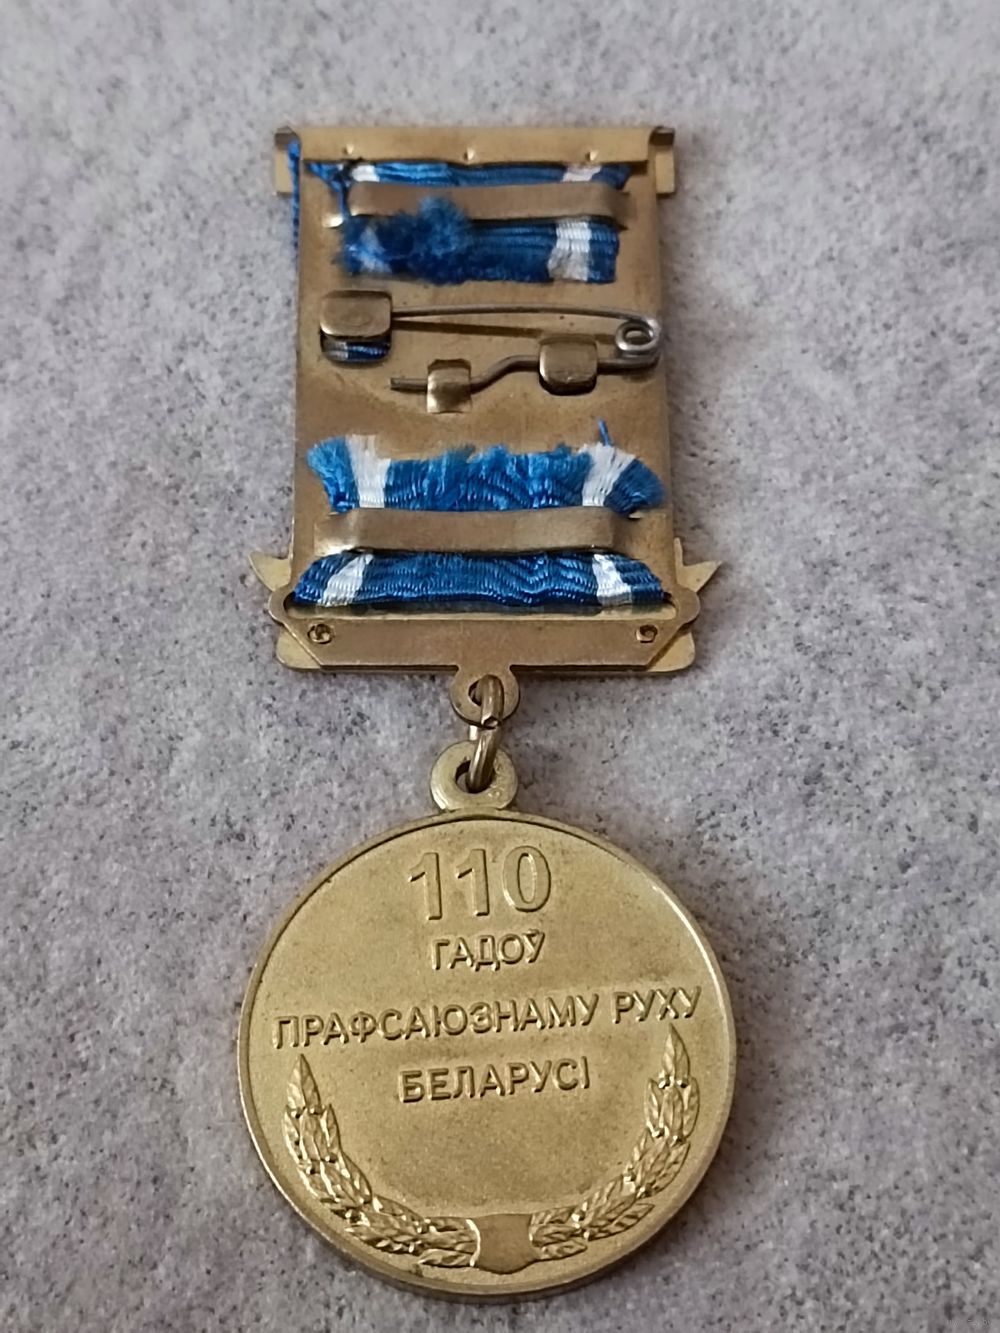 110
ГАДОЎ
ПРАФСАЮЗНАМУ РУХУ
БЕЛАРУСІ